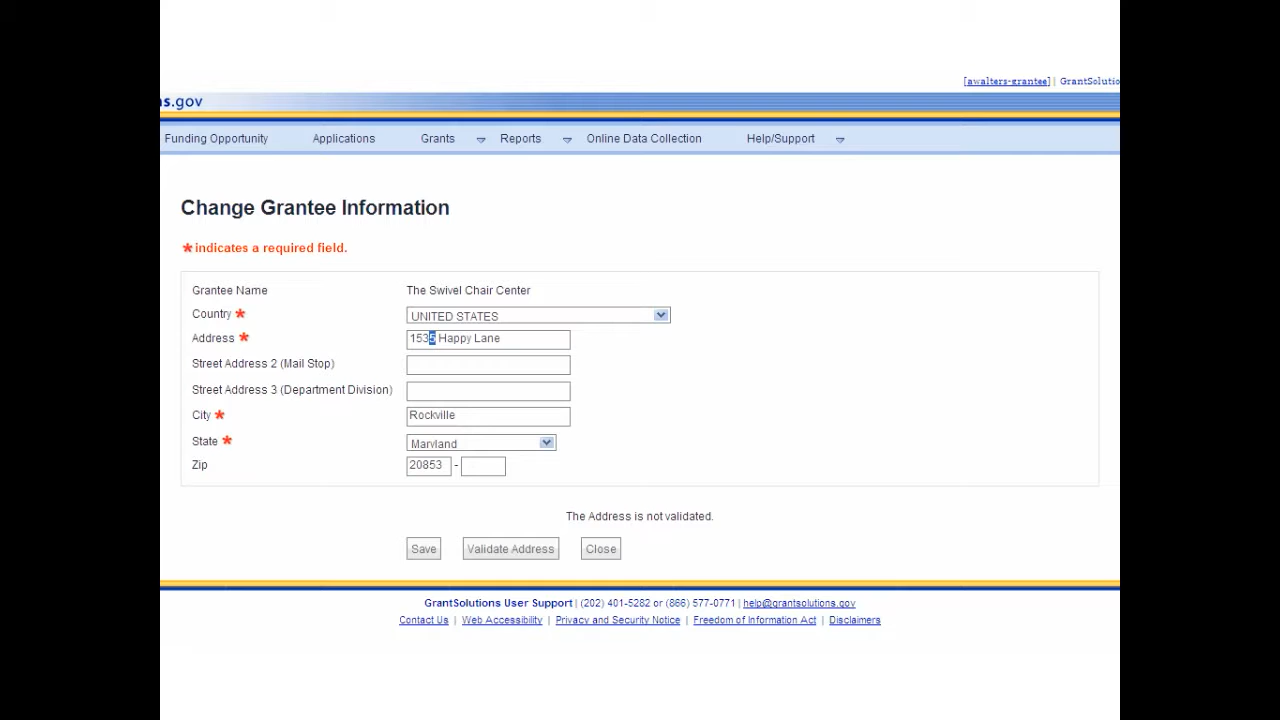 [awalters-grantee] | GrantSolutio
s.gov
Funding Opportunity Applications Grants Reports Online Data Collection Help/Support
Change Grantee Information
* indicates a required field.
Grantee Name The Swivel Chair Center
Country * UNITED STATES
Address * 1535 Happy Lane
Street Address 2 (Mail Stop)
Street Address 3 (Department Division)
City * Rockville
State * Maryland
Zip 20853 -
The Address is not validated.
Save Validate Address Close
GrantSolutions User Support | (202) 401-5282 or (866) 577-0771 | help@grantsolutions.gov
Contact Us | Web Accessibility | Privacy and Security Notice | Freedom of Information Act | Disclaimers